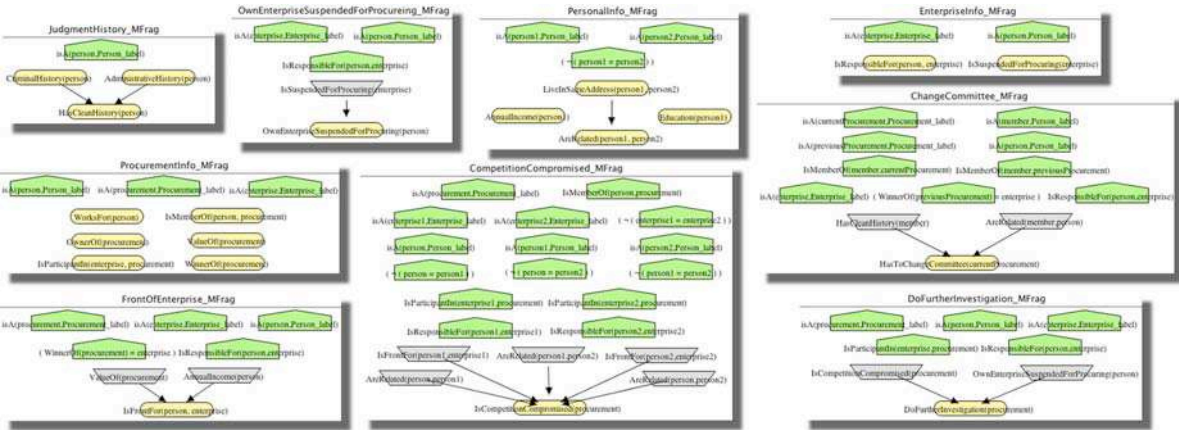 JudgmentHistory_MFrag
isA(person,Person_label)
CriminalHistory(person)
AdministrativeHistory(person)
HasCleanHistory(person)
OwnEnterpriseSuspendedForProcureing_MFrag
isA(enterprise,Enterprise_label)
isA(person,Person_label)
IsResponsibleFor(person,enterprise)
IsSuspendedForProcuring(enterprise)
OwnEnterpriseSuspendedForProcuring(person)
PersonalInfo_MFrag
isA(person1,Person_label)
isA(person2,Person_label)
( ¬( person1 = person2 ) )
LiveInSameAddress(person1, person2)
AnnualIncome(person1)
Education(person1)
AreRelated(person1, person2)
EnterpriseInfo_MFrag
isA(enterprise,Enterprise_label)
isA(person,Person_label)
IsResponsibleFor(person, enterprise)
IsSuspendedForProcuring(enterprise)
ChangeCommittee_MFrag
isA(currentProcurement,Procurement_label)
isA(member,Person_label)
isA(previousProcurement,Procurement_label)
isA(person,Person_label)
IsMemberOf(member,currentProcurement)
IsMemberOf(member,previousProcurement)
isA(enterprise,Enterprise_label)
( WinnerOf(previousProcurement) = enterprise )
IsResponsibleFor(person,enterprise)
HasCleanHistory(member)
AreRelated(member,person)
HasToChangeCommittee(currentProcurement)
ProcurementInfo_MFrag
isA(person,Person_label)
isA(procurement,Procurement_label)
isA(enterprise,Enterprise_label)
WorksFor(person)
IsMemberOf(person, procurement)
OwnerOf(procurement)
ValueOf(procurement)
IsParticipantIn(enterprise, procurement)
WinnerOf(procurement)
CompetitionCompromised_MFrag
isA(procurement,Procurement_label)
IsMemberOf(person,procurement)
isA(enterprise1,Enterprise_label)
isA(enterprise2,Enterprise_label)
( ¬( enterprise1 = enterprise2 ) )
isA(person,Person_label)
isA(person1,Person_label)
isA(person2,Person_label)
( ¬( person = person1 ) )
( ¬( person = person2 ) )
( ¬( person1 = person2 ) )
IsParticipantIn(enterprise1,procurement)
IsParticipantIn(enterprise2,procurement)
IsResponsibleFor(person1,enterprise1)
IsResponsibleFor(person2,enterprise2)
IsFrontFor(person1,enterprise1)
AreRelated(person1,person2)
IsFrontFor(person2,enterprise2)
AreRelated(person,person1)
AreRelated(person,person2)
IsCompetitionCompromised(procurement)
FrontOfEnterprise_MFrag
isA(procurement,Procurement_label)
isA(enterprise,Enterprise_label)
isA(person,Person_label)
( WinnerOf(procurement) = enterprise )
IsResponsibleFor(person,enterprise)
ValueOf(procurement)
AnnualIncome(person)
IsFrontFor(person, enterprise)
DoFurtherInvestigation_MFrag
isA(procurement,Procurement_label)
isA(person,Person_label)
isA(enterprise,Enterprise_label)
IsParticipantIn(enterprise,procurement)
IsResponsibleFor(person,enterprise)
IsCompetitionCompromised(procurement)
OwnEnterpriseSuspendedForProcuring(person)
DoFurtherInvestigation(procurement)